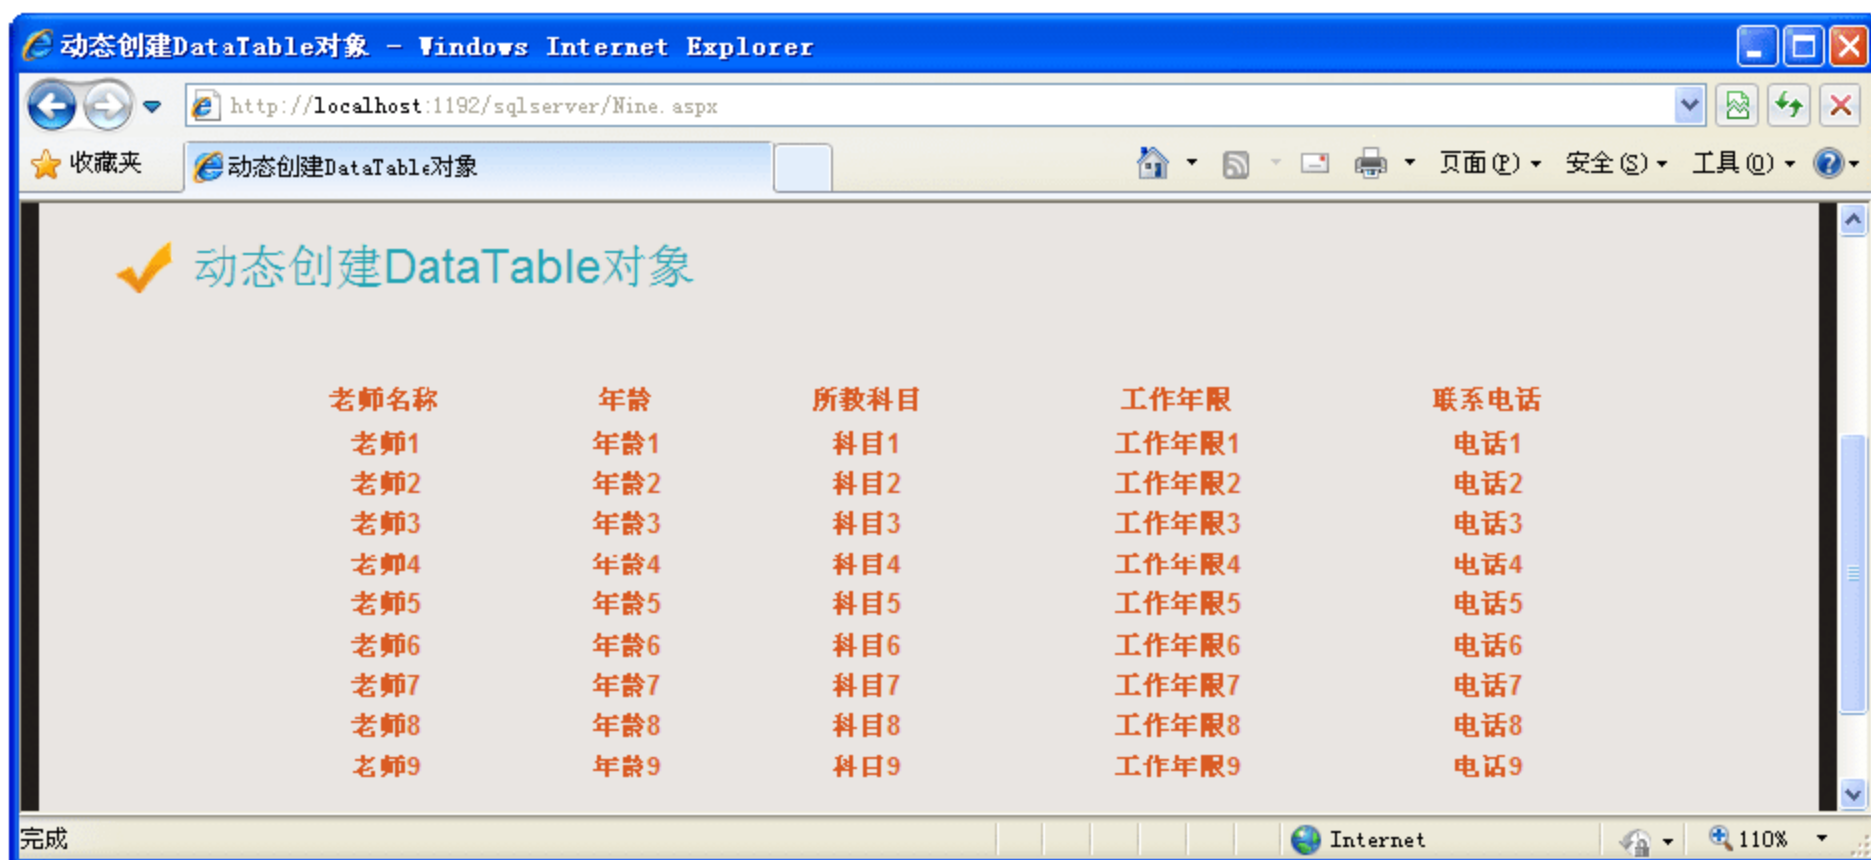 动态创建DataTable对象 - Windows Internet Explorer
http://localhost:1192/sqlserver/Nine.aspx
收藏夹 动态创建DataTable对象 页面(P) 安全(S) 工具(O)
动态创建DataTable对象
老师名称 年龄 所教科目 工作年限 联系电话
老师1 年龄1 科目1 工作年限1 电话1
老师2 年龄2 科目2 工作年限2 电话2
老师3 年龄3 科目3 工作年限3 电话3
老师4 年龄4 科目4 工作年限4 电话4
老师5 年龄5 科目5 工作年限5 电话5
老师6 年龄6 科目6 工作年限6 电话6
老师7 年龄7 科目7 工作年限7 电话7
老师8 年龄8 科目8 工作年限8 电话8
老师9 年龄9 科目9 工作年限9 电话9
完成 Internet 110%